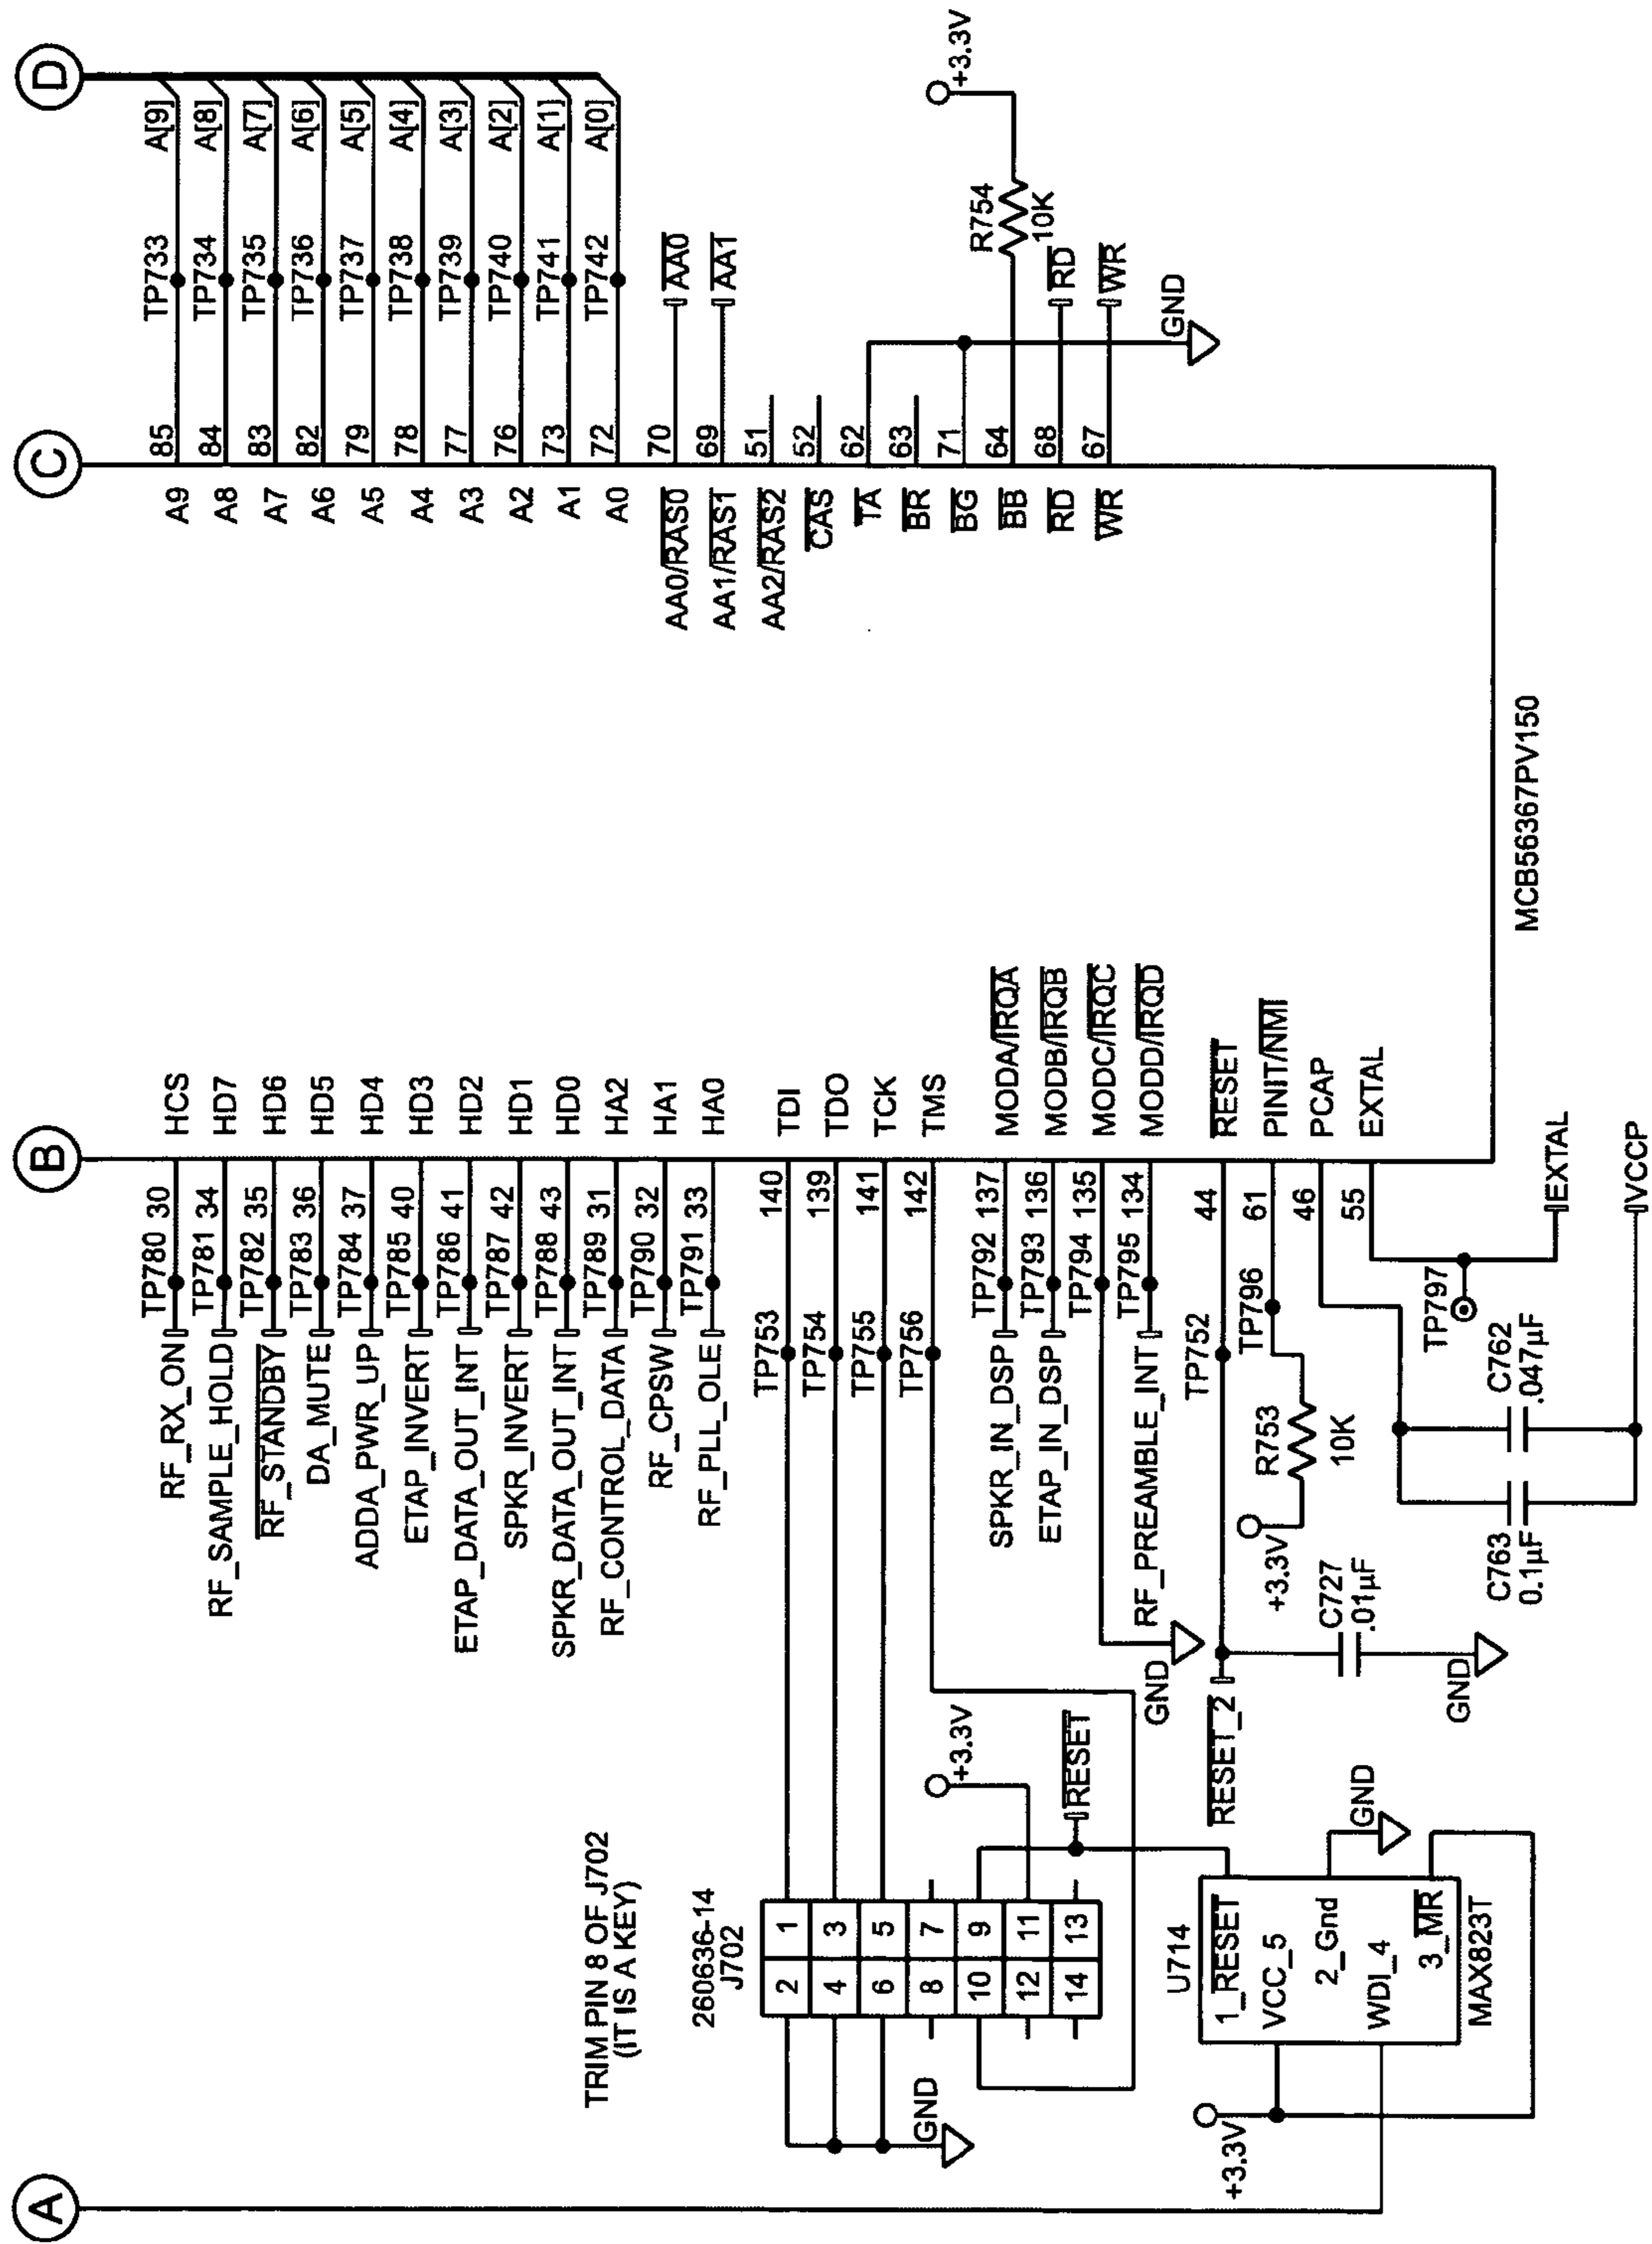 A
B
C
D
RF_RX_ON TP780 30 HCS
RF_SAMPLE_HOLD TP781 34 HD7
RF_STANDBY TP782 35 HD6
DA_MUTE TP783 36 HD5
ADDA_PWR_UP TP784 37 HD4
ETAP_INVERT TP785 40 HD3
ETAP_DATA_OUT_INT TP786 41 HD2
SPKR_INVERT TP787 42 HD1
SPKR_DATA_OUT_INT TP788 43 HD0
RF_CONTROL_DATA TP789 31 HA2
RF_CPSW TP790 32 HA1
RF_PLL_OLE TP791 33 HA0
TP753 140 TDI
TP754 139 TDO
TP755 141 TCK
TP756 142 TMS
SPKR_IN_DSP TP792 137 MODA/IRQA
ETAP_IN_DSP TP793 136 MODB/IRQB
TP794 135 MODC/IRQC
GND
RF_PREAMBLE_INT TP795 134 MODD/IRQD
RESET_2 TP752 44 RESET
C727
.01µF
GND
+3.3V R753 10K TP796 61 PINIT/NMI
46 PCAP
55 EXTAL
TP797
EXTAL
C763
0.1µF
C762
.047µF
VCCP
TRIM PIN 8 OF J702
(IT IS A KEY)
260636-14
J702
2 1
4 3
6 5
8 7
10 9
12 11
14 13
GND
+3.3V
RESET
U714
1_RESET
VCC_5
2_Gnd
WDI_4
3_MR
MAX823T
+3.3V
GND
A9 85 TP733 A[9]
A8 84 TP734 A[8]
A7 83 TP735 A[7]
A6 82 TP736 A[6]
A5 79 TP737 A[5]
A4 78 TP738 A[4]
A3 77 TP739 A[3]
A2 76 TP740 A[2]
A1 73 TP741 A[1]
A0 72 TP742 A[0]
AA0/RAS0 70 AA0
AA1/RAS1 69 AA1
AA2/RAS2 51
CAS 52
TA 62
BR 63
BG 71
BB 64 R754 10K +3.3V
RD 68 RD
WR 67 WR
GND
MCB56367PV150